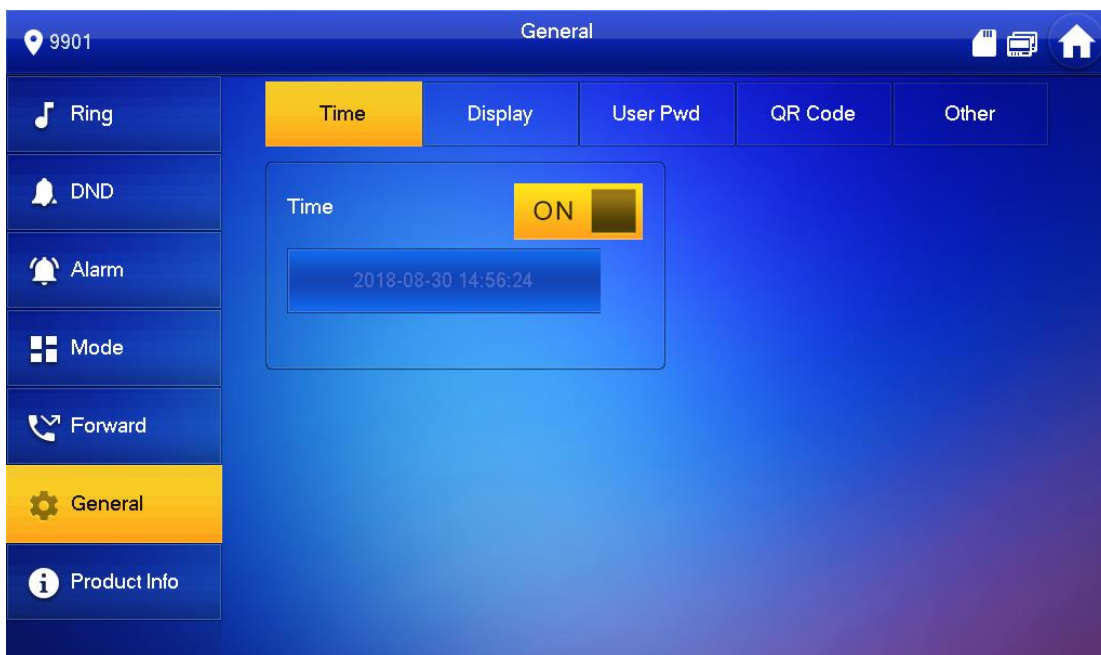 9901
General
Ring
DND
Alarm
Mode
Forward
General
Product Info
Time Display User Pwd QR Code Other
Time ON
2018-08-30 14:56:24